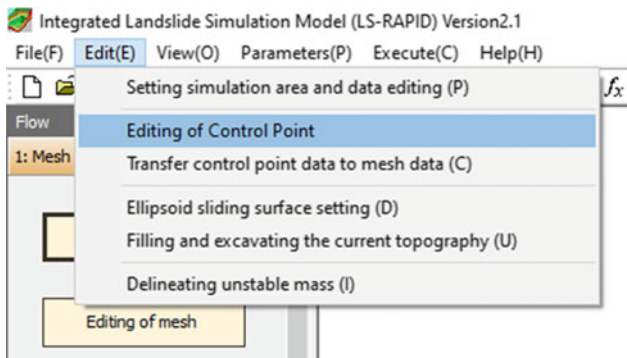 Integrated Landslide Simulation Model (LS-RAPID) Version2.1
File(F) Edit(E) View(O) Parameters(P) Execute(C) Help(H)
Setting simulation area and data editing (P)
fx
Flow
Editing of Control Point
1: Mesh
Transfer control point data to mesh data (C)
Ellipsoid sliding surface setting (D)
Filling and excavating the current topography (U)
Delineating unstable mass (I)
Editing of mesh